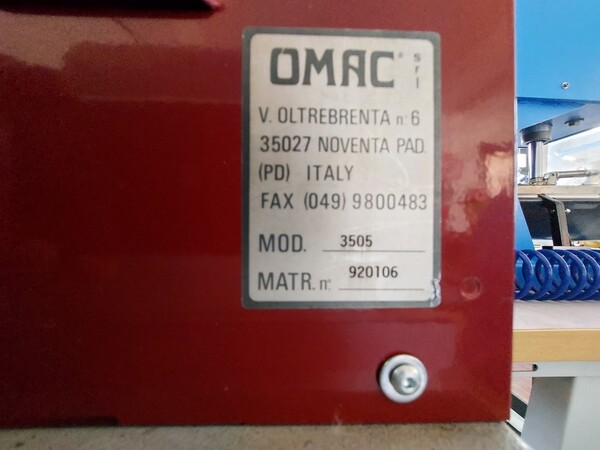 OMAC® srl
V. OLTREBRENTA n° 6
35027 NOVENTA PAD.
(PD) ITALY
FAX (049) 9800483
MOD. 3505
MATR. n° 920106